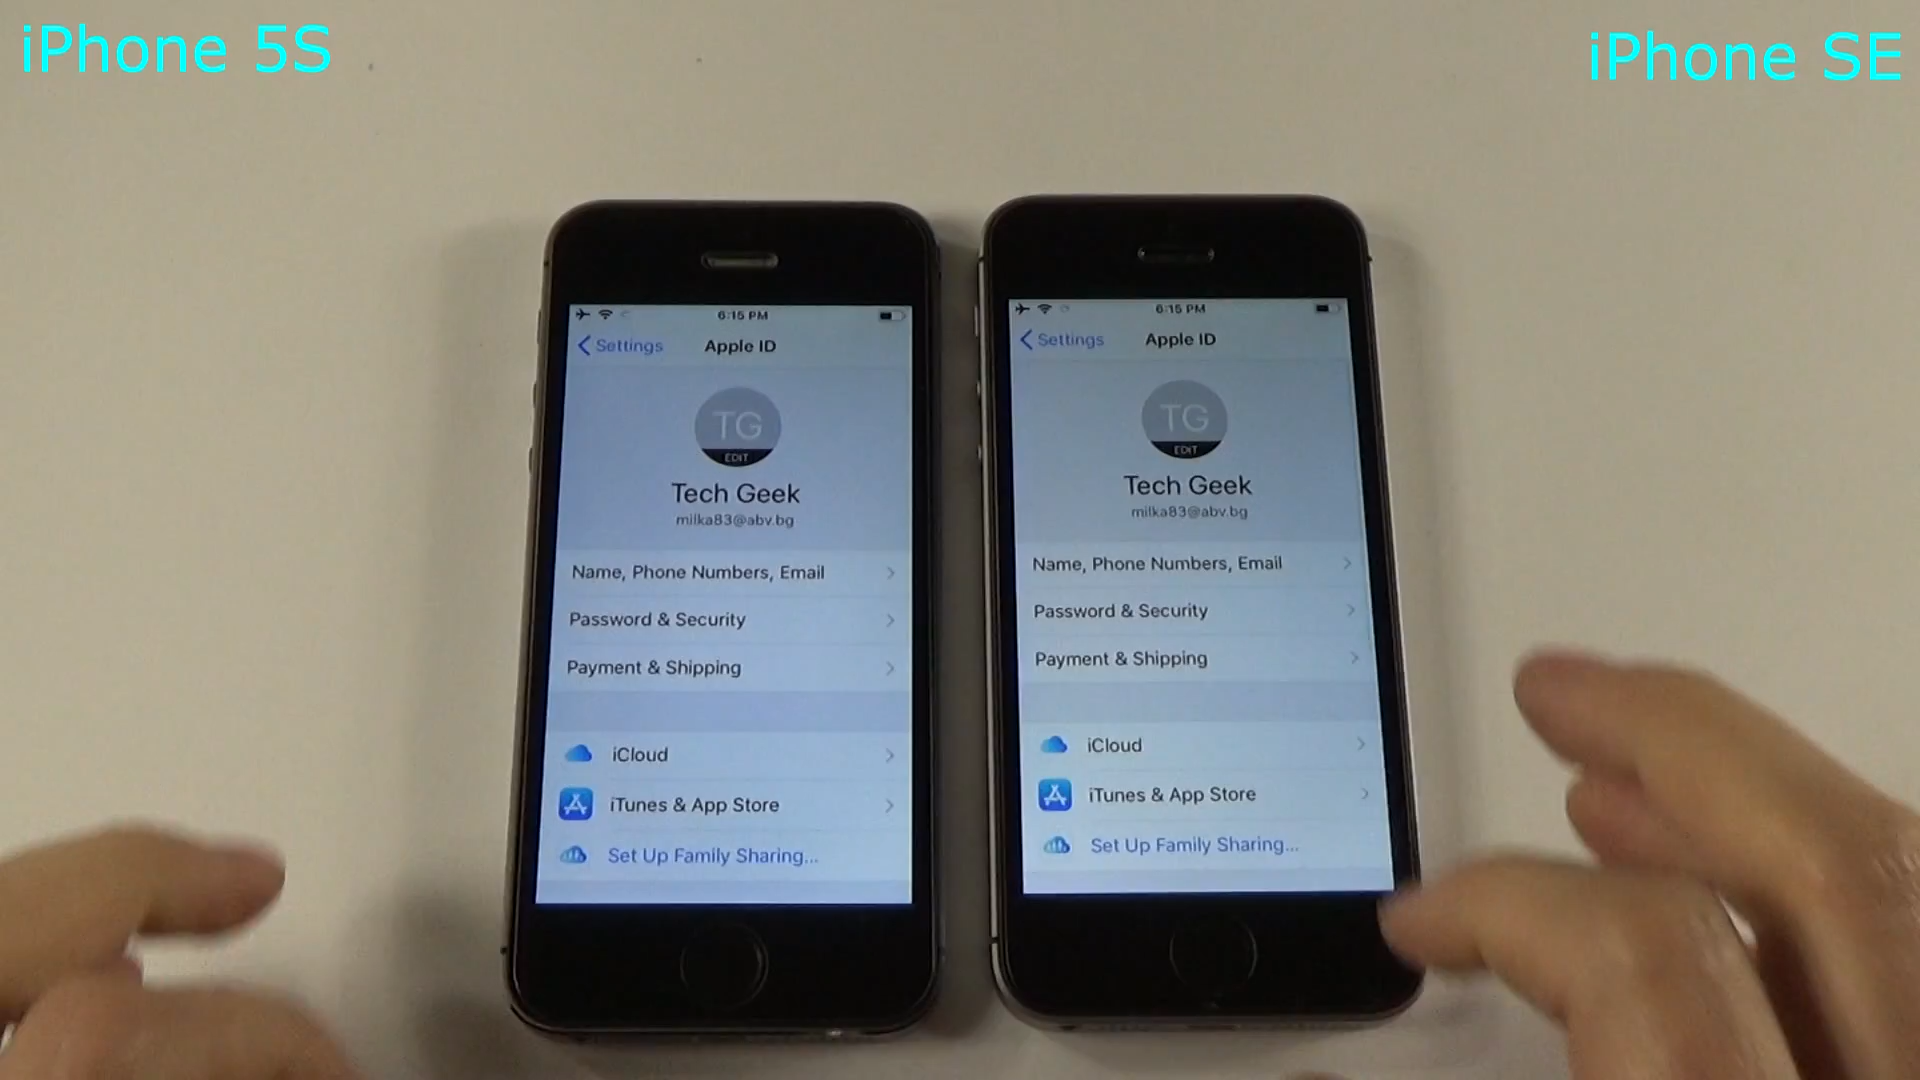 iPhone 5S
iPhone SE
6:15 PM
Settings
Apple ID
TG
EDIT
Tech Geek
milka83@abv.bg
Name, Phone Numbers, Email
Password & Security
Payment & Shipping
iCloud
iTunes & App Store
Set Up Family Sharing...
6:15 PM
Settings
Apple ID
TG
EDIT
Tech Geek
milka83@abv.bg
Name, Phone Numbers, Email
Password & Security
Payment & Shipping
iCloud
iTunes & App Store
Set Up Family Sharing...